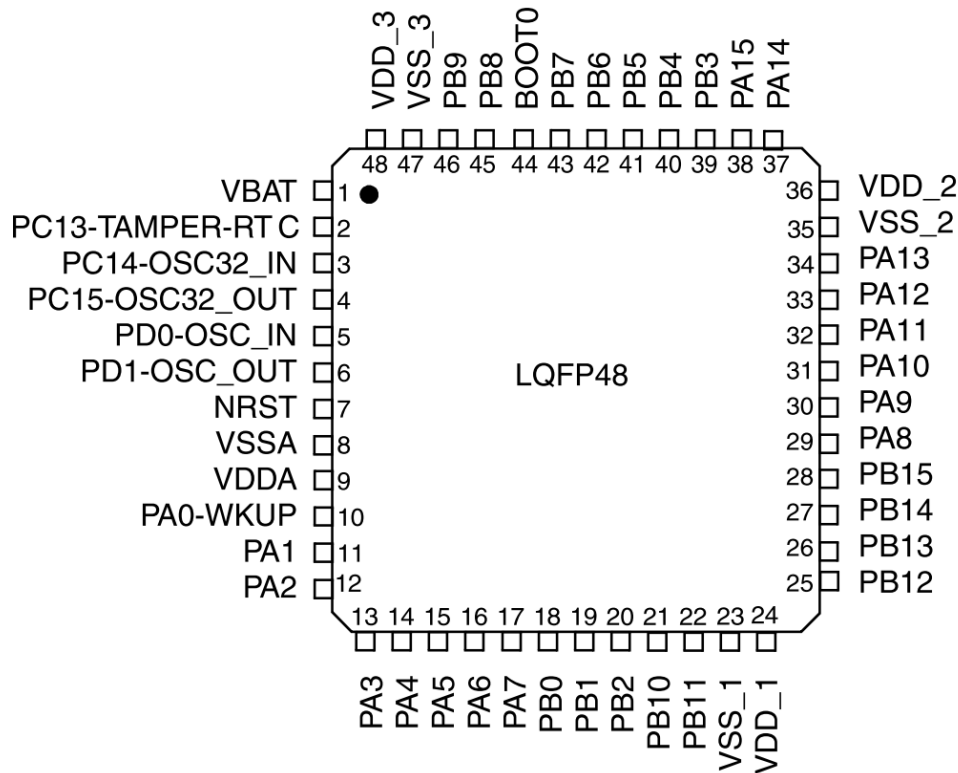 VDD_3
VSS_3
PB9
PB8
BOOT0
PB7
PB6
PB5
PB4
PB3
PA15
PA14
48 47 46 45 44 43 42 41 40 39 38 37
VBAT 1
PC13-TAMPER-RTC 2
PC14-OSC32_IN 3
PC15-OSC32_OUT 4
PD0-OSC_IN 5
PD1-OSC_OUT 6
NRST 7
VSSA 8
VDDA 9
PA0-WKUP 10
PA1 11
PA2 12
LQFP48
36 VDD_2
35 VSS_2
34 PA13
33 PA12
32 PA11
31 PA10
30 PA9
29 PA8
28 PB15
27 PB14
26 PB13
25 PB12
13 14 15 16 17 18 19 20 21 22 23 24
PA3
PA4
PA5
PA6
PA7
PB0
PB1
PB2
PB10
PB11
VSS_1
VDD_1